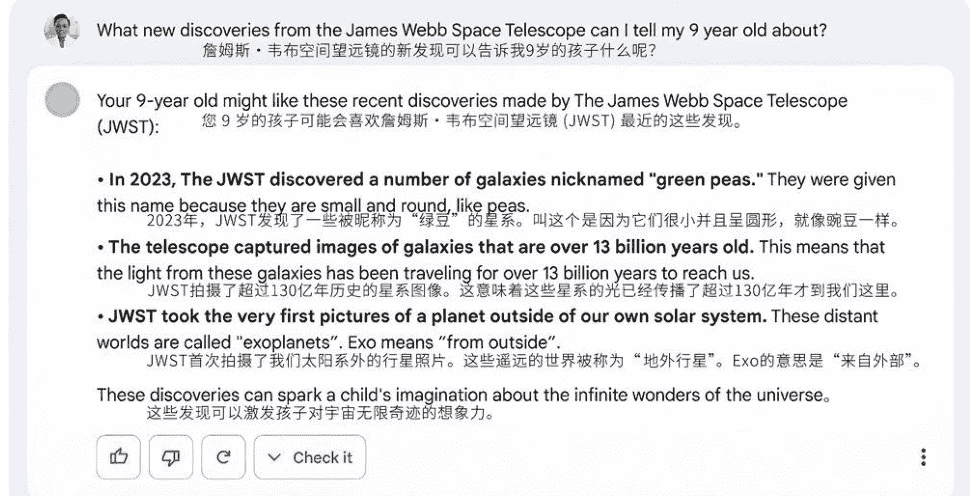 What new discoveries from the James Webb Space Telescope can I tell my 9 year old about?
詹姆斯·韦布空间望远镜的新发现可以告诉我9岁的孩子什么呢？
Your 9-year old might like these recent discoveries made by The James Webb Space Telescope
(JWST):
您 9 岁的孩子可能会喜欢詹姆斯·韦布空间望远镜 (JWST) 最近的这些发现。
• In 2023, The JWST discovered a number of galaxies nicknamed "green peas." They were given
this name because they are small and round, like peas.
2023年，JWST发现了一些被昵称为“绿豆”的星系。叫这个是因为它们很小并且呈圆形，就像豌豆一样。
• The telescope captured images of galaxies that are over 13 billion years old. This means that
the light from these galaxies has been traveling for over 13 billion years to reach us.
JWST拍摄了超过130亿年历史的星系图像。这意味着这些星系的光已经传播了超过130亿年才到我们这里。
• JWST took the very first pictures of a planet outside of our own solar system. These distant
worlds are called "exoplanets". Exo means “from outside”.
JWST首次拍摄了我们太阳系外的行星照片。这些遥远的世界被称为“地外行星”。Exo的意思是“来自外部”。
These discoveries can spark a child's imagination about the infinite wonders of the universe.
这些发现可以激发孩子对宇宙无限奇迹的想象力。
Check it